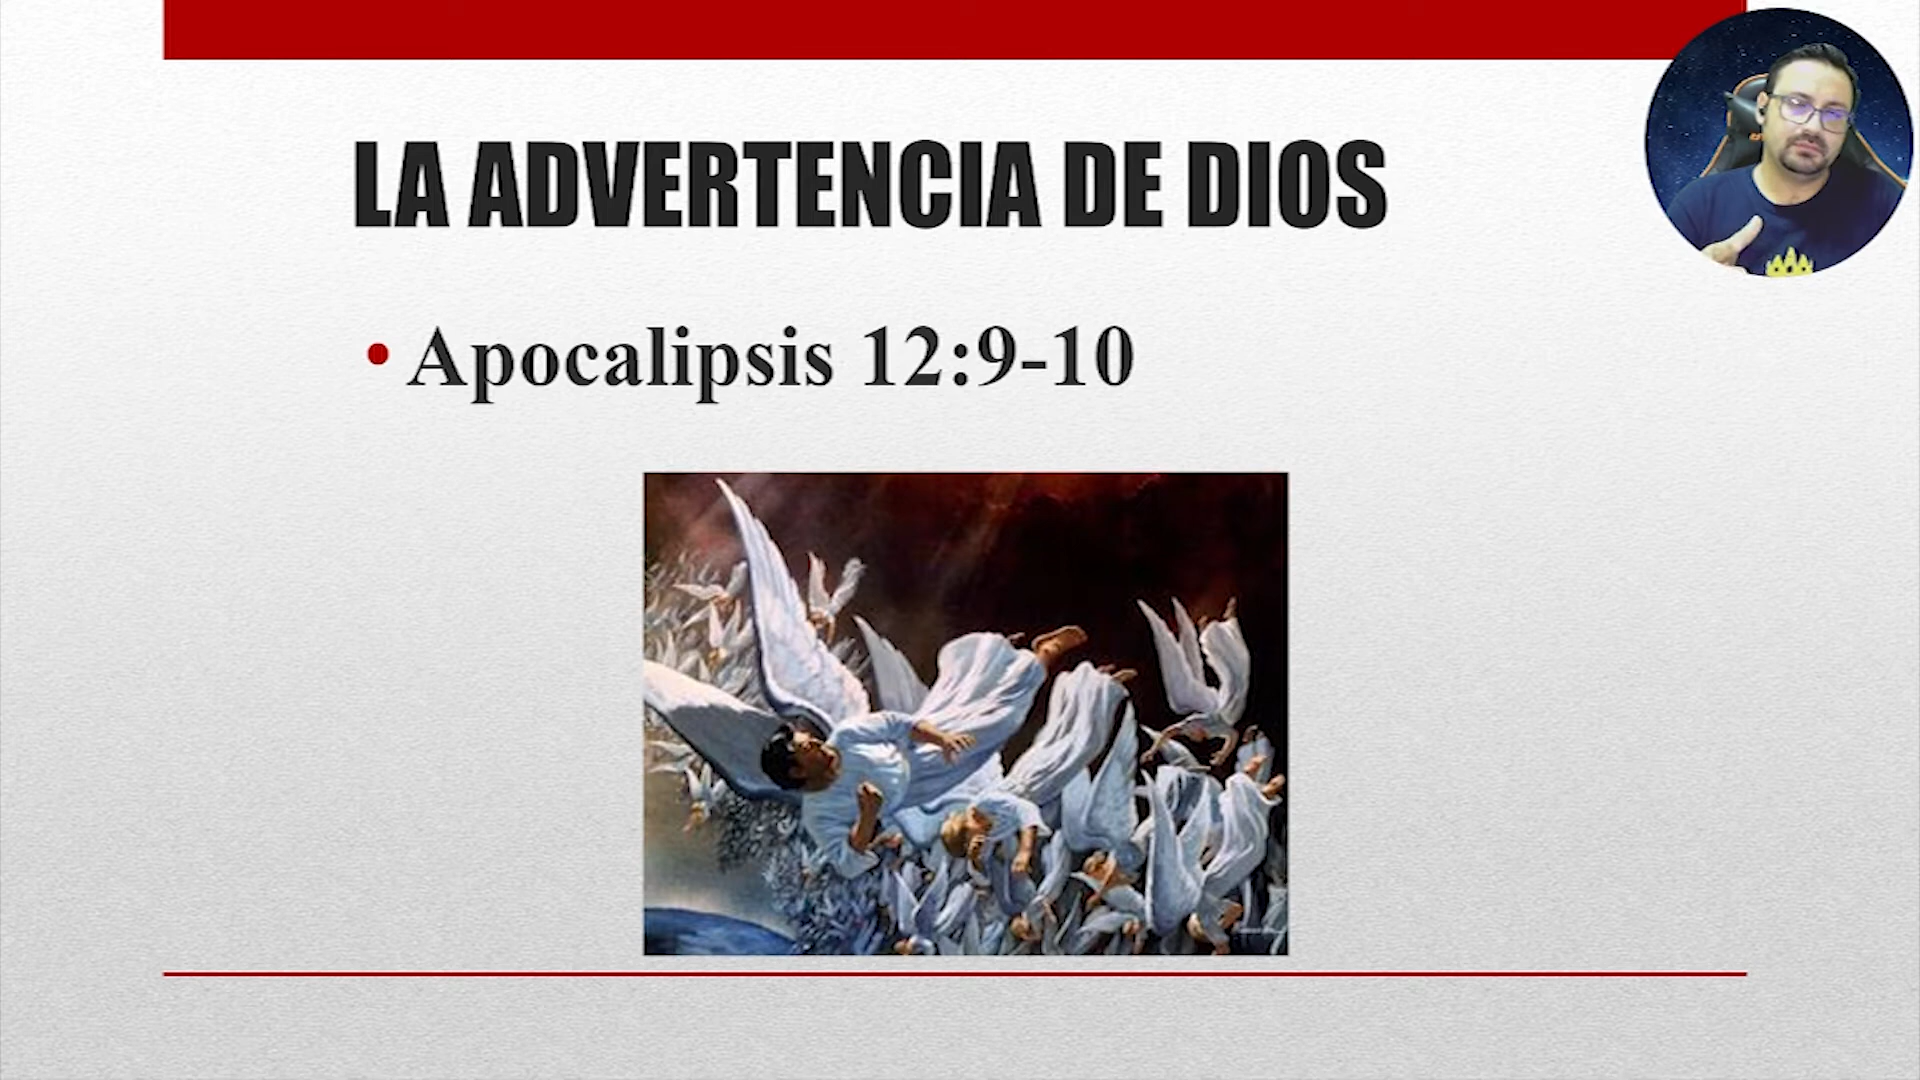 LA ADVERTENCIA DE DIOS
• Apocalipsis 12:9-10